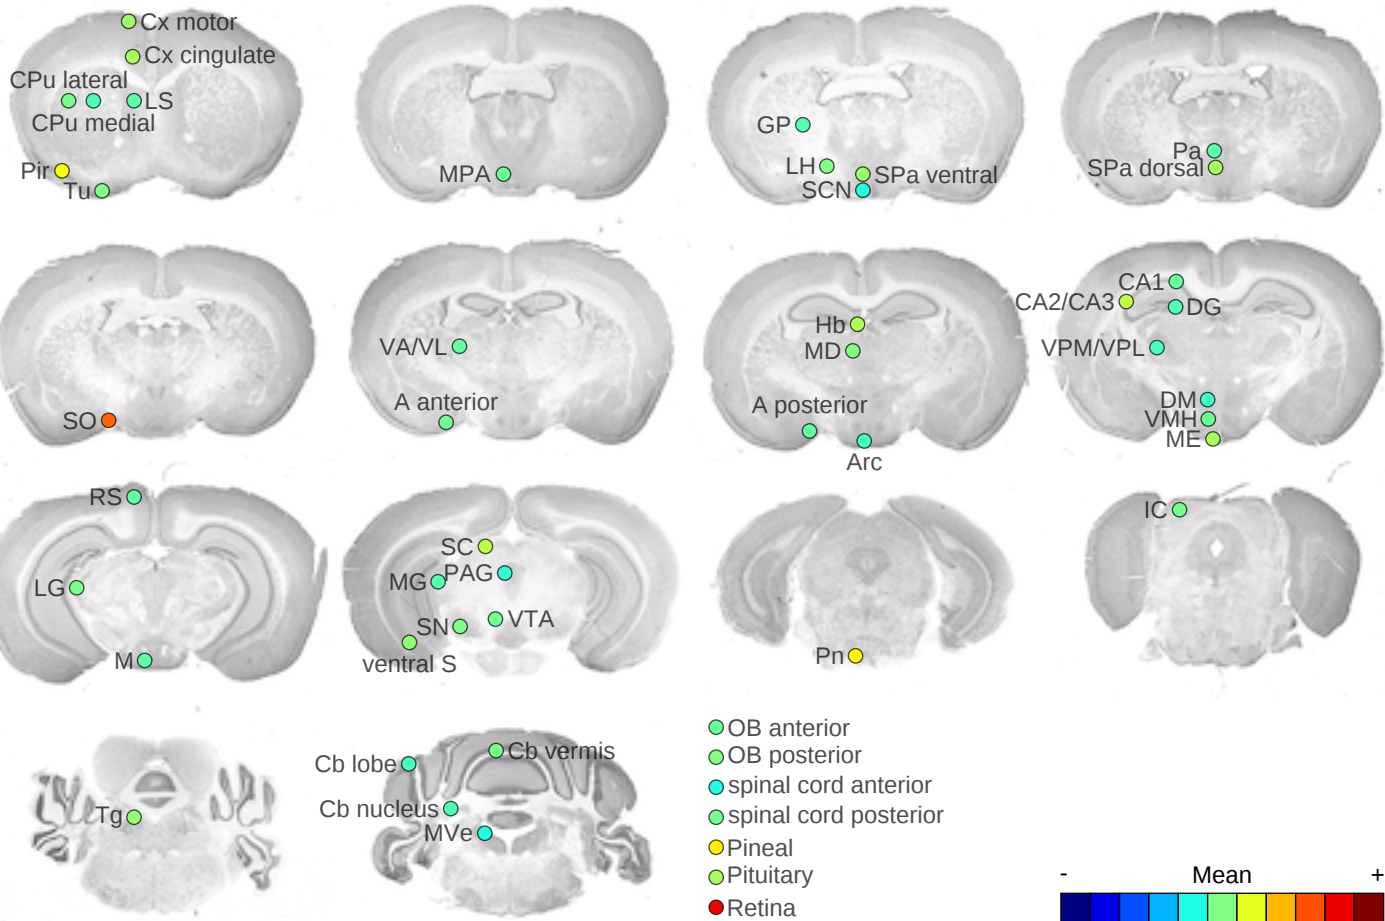 Cx motor
Cx cingulate
CPu lateral
LS
CPu medial
Pir
Tu
MPA
GP
LH
SPa ventral
SCN
Pa
SPa dorsal
SO
VA/VL
A anterior
Hb
MD
A posterior
Arc
CA1
CA2/CA3
DG
VPM/VPL
DM
VMH
ME
RS
LG
M
SC
PAG
MG
VTA
SN
ventral S
Pn
IC
Tg
Cb vermis
Cb lobe
Cb nucleus
MVe
OB anterior
OB posterior
spinal cord anterior
spinal cord posterior
Pineal
Pituitary
Retina
- Mean +